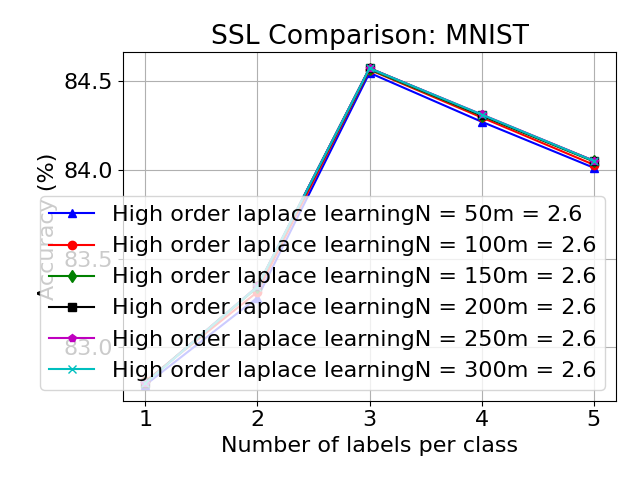 SSL Comparison: MNIST
84.5
84.0
83.5
83.0
Accuracy (%)
High order laplace learningN = 50m = 2.6
High order laplace learningN = 100m = 2.6
High order laplace learningN = 150m = 2.6
High order laplace learningN = 200m = 2.6
High order laplace learningN = 250m = 2.6
High order laplace learningN = 300m = 2.6
1 2 3 4 5
Number of labels per class